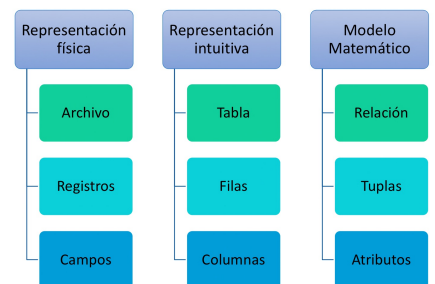 Representación
física
Archivo
Registros
Campos
Representación
intuitiva
Tabla
Filas
Columnas
Modelo
Matemático
Relación
Tuplas
Atributos